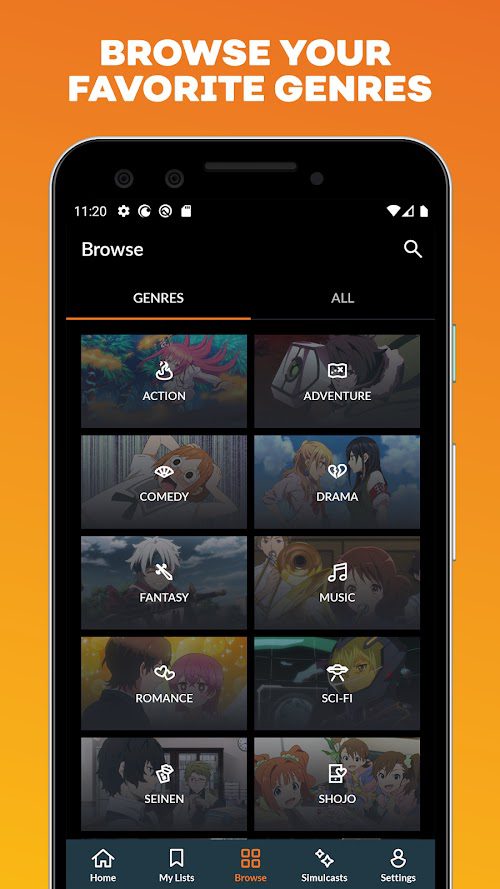 BROWSE YOUR
FAVORITE GENRES
11:20
Browse
GENRES ALL
ACTION ADVENTURE
COMEDY DRAMA
FANTASY MUSIC
ROMANCE SCI-FI
SEINEN SHOJO
Home My Lists Browse Simulcasts Settings